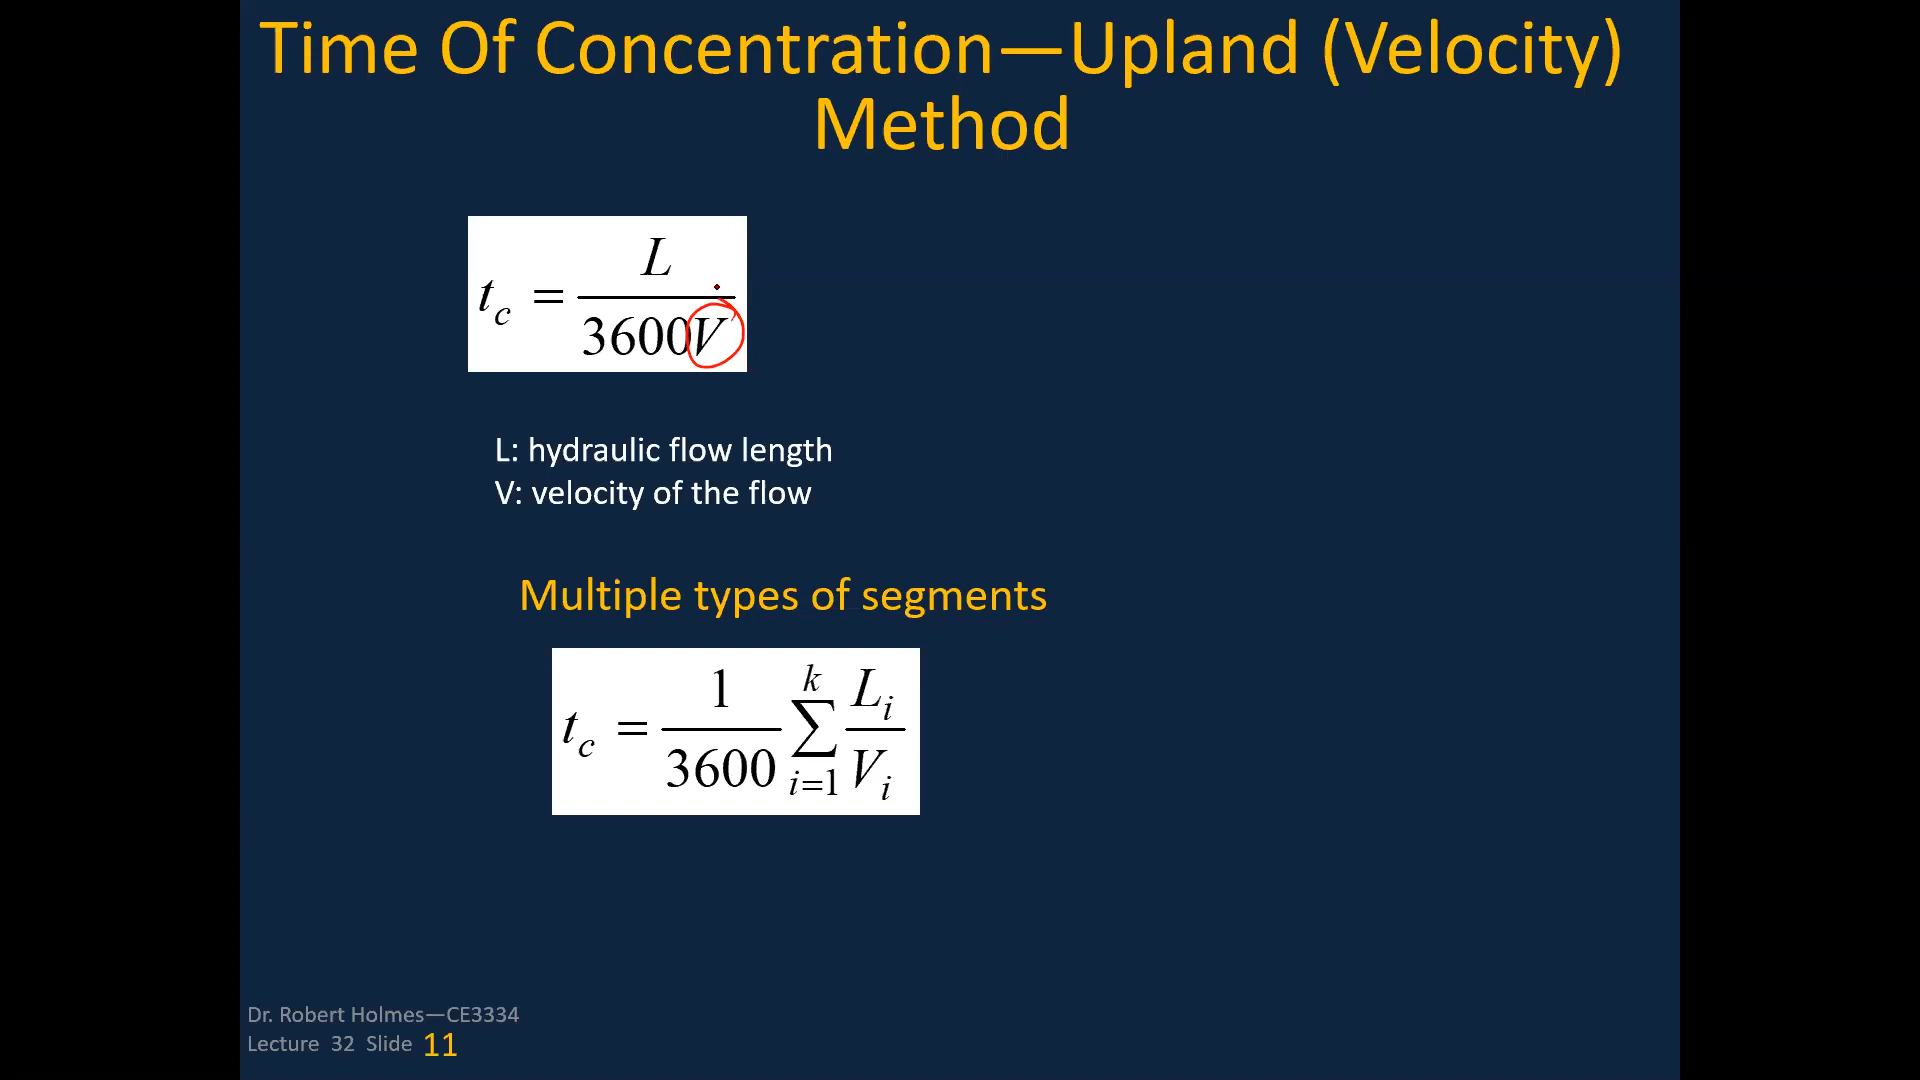 Time Of Concentration—Upland (Velocity)
Method
t_c = L / 3600V
L: hydraulic flow length
V: velocity of the flow
Multiple types of segments
t_c = 1/3600 ∑_{i=1}^{k} L_i / V_i
Dr. Robert Holmes—CE3334
Lecture 32 Slide 11